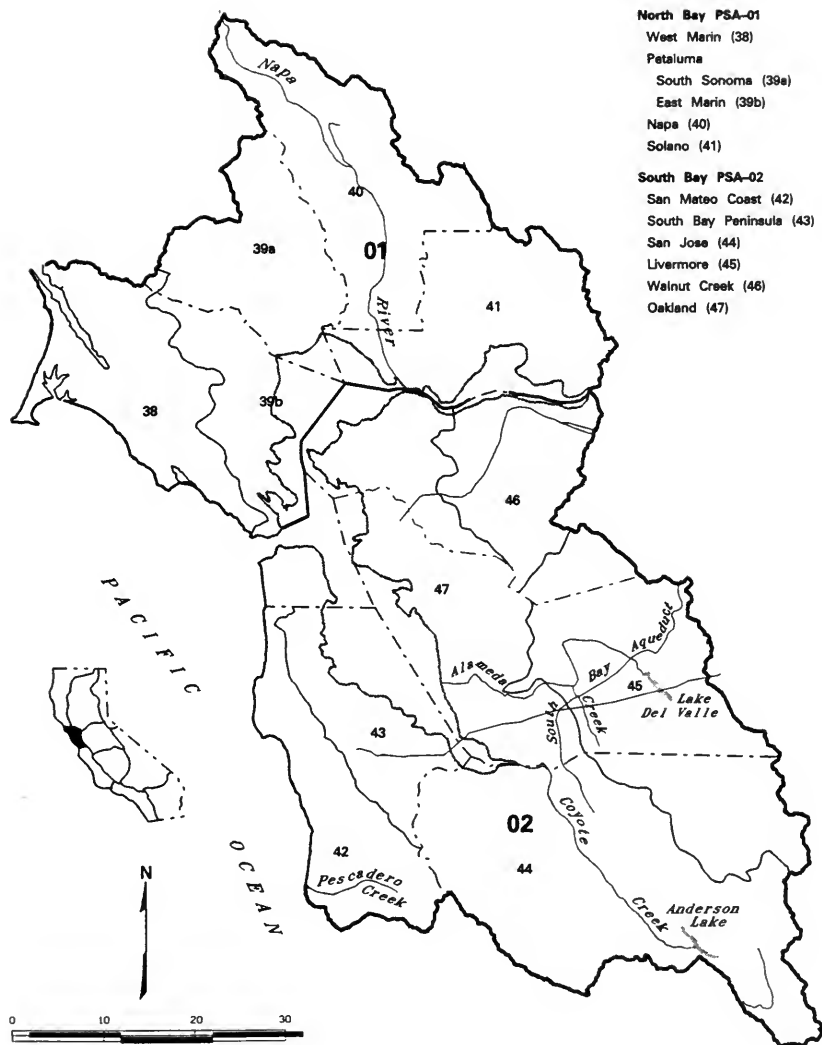 North Bay PSA–01
West Marin (38)
Petaluma
South Sonoma (39a)
East Marin (39b)
Napa (40)
Solano (41)
South Bay PSA–02
San Mateo Coast (42)
South Bay Peninsula (43)
San Jose (44)
Livermore (45)
Walnut Creek (46)
Oakland (47)
Napa
River
40
01
39a
41
38
39b
46
47
PACIFIC
OCEAN
Alameda
Creek
South
Bay
Aqueduct
45
Lake
Del Valle
43
02
44
Coyote
Creek
42
Pescadero
Creek
Anderson
Lake
N
0 10 20 30